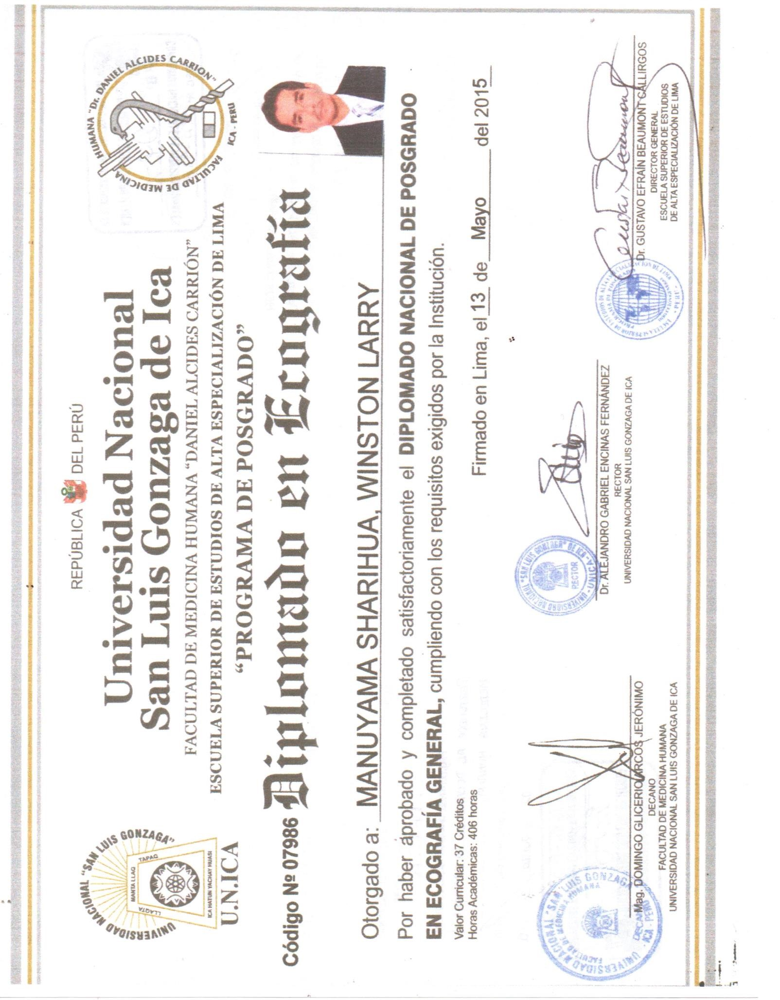 REPÚBLICA DEL PERÚ
Universidad Nacional
San Luis Gonzaga de Ica
FACULTAD DE MEDICINA HUMANA “DANIEL ALCIDES CARRIÓN”
ESCUELA SUPERIOR DE ESTUDIOS DE ALTA ESPECIALIZACIÓN DE LIMA
“PROGRAMA DE POSGRADO”
UNIVERSIDAD NACIONAL “SAN LUIS GONZAGA”
MANTA LLAQ
TAPAQ
LLAQTA
ICA HATUN YACHAY HUASI
U.N.ICA
FACULTAD DE MEDICINA HUMANA “Dr. DANIEL ALCIDES CARRION”
ICA - PERU
Código Nº 07986 Diplomado en Ecografía
Otorgado a: MANUYAMA SHARIHUA, WINSTON LARRY
Por haber aprobado y completado satisfactoriamente el DIPLOMADO NACIONAL DE POSGRADO
EN ECOGRAFÍA GENERAL, cumpliendo con los requisitos exigidos por la Institución.
Valor Curricular: 37 Créditos
Horas Académicas: 406 horas
Firmado en Lima, el 13 de Mayo del 2015
UNIVERSIDAD NACIONAL "SAN LUIS GONZAGA
FACULTAD DE MEDICINA HUMANA
DECANO
ICA - PERU
Mag. DOMINGO GLICERIO ARCOS JERÓNIMO
DECANO
FACULTAD DE MEDICINA HUMANA
UNIVERSIDAD NACIONAL SAN LUIS GONZAGA DE ICA
UNIVERSIDAD NACIONAL "SAN LUIS GONZAGA" DE ICA
RECTOR
UNICA
Dr. ALEJANDRO GABRIEL ENCINAS FERNÁNDEZ
RECTOR
UNIVERSIDAD NACIONAL SAN LUIS GONZAGA DE ICA
ESCUELA SUPERIOR DE ESTUDIOS DE ALTA ESPECIALIZACION DE LIMA
PERU
Dr. GUSTAVO EFRAÍN BEAUMONT CALLIRGOS
DIRECTOR GENERAL
ESCUELA SUPERIOR DE ESTUDIOS
DE ALTA ESPECIALIZACIÓN DE LIMA